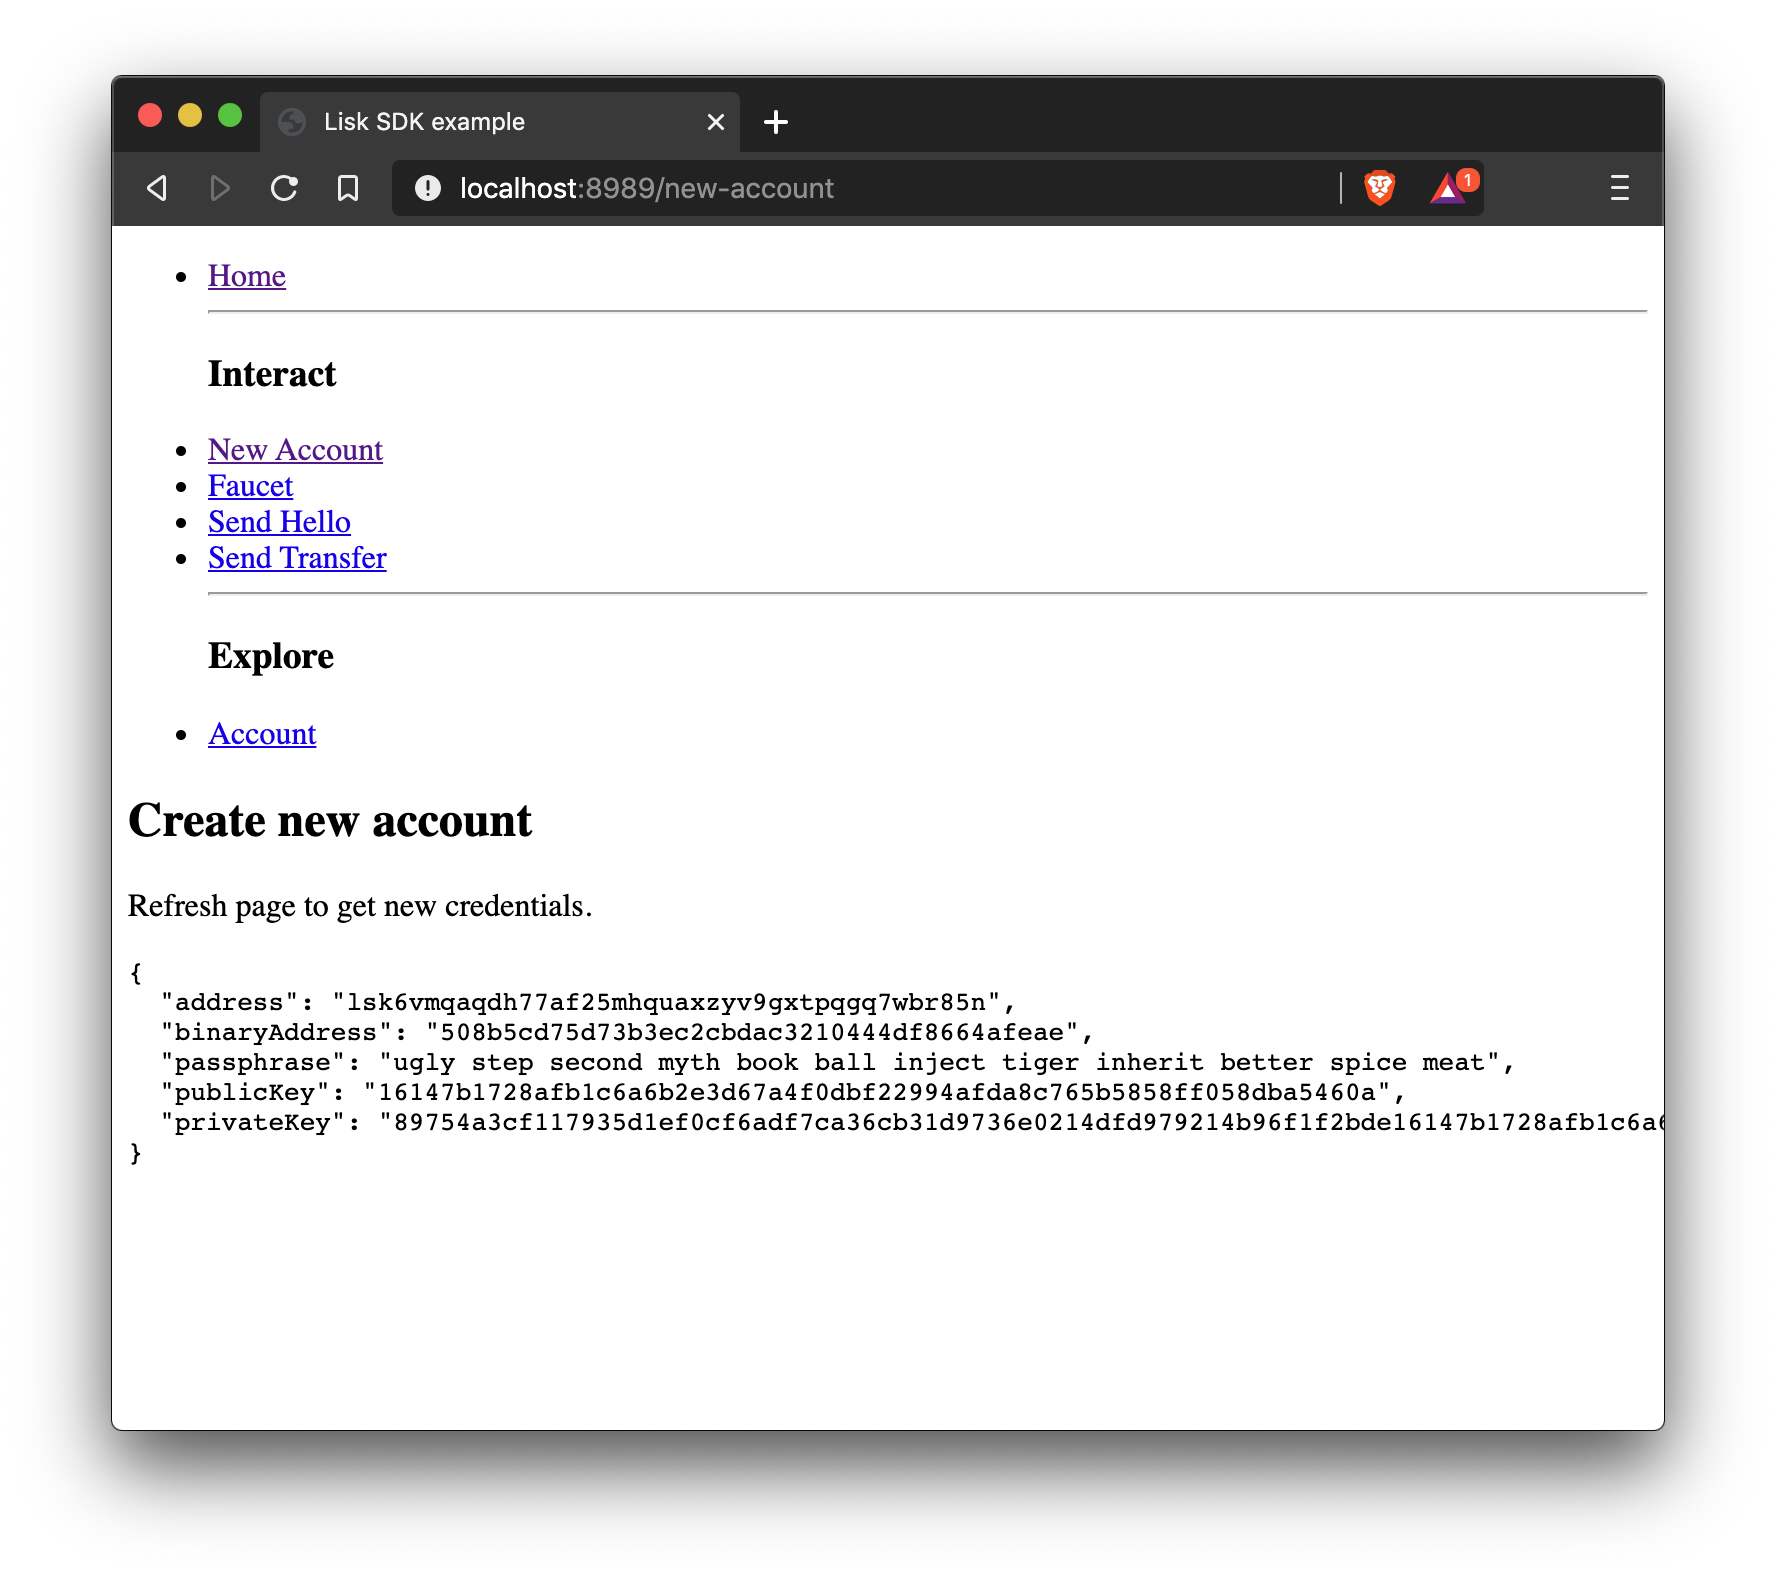 Lisk SDK example
localhost:8989/new-account
1
Home
Interact
New Account
Faucet
Send Hello
Send Transfer
Explore
Account
Create new account
Refresh page to get new credentials.
{
"address": "lsk6vmqaqdh77af25mhquaxzyv9gxtpqgq7wbr85n",
"binaryAddress": "508b5cd75d73b3ec2cbdac3210444df8664afeae",
"passphrase": "ugly step second myth book ball inject tiger inherit better spice meat",
"publicKey": "16147b1728afb1c6a6b2e3d67a4f0dbf22994afda8c765b5858ff058dba5460a",
"privateKey": "89754a3cf117935d1ef0cf6adf7ca36cb31d9736e0214dfd979214b96f1f2bde16147b1728afb1c6a6
}